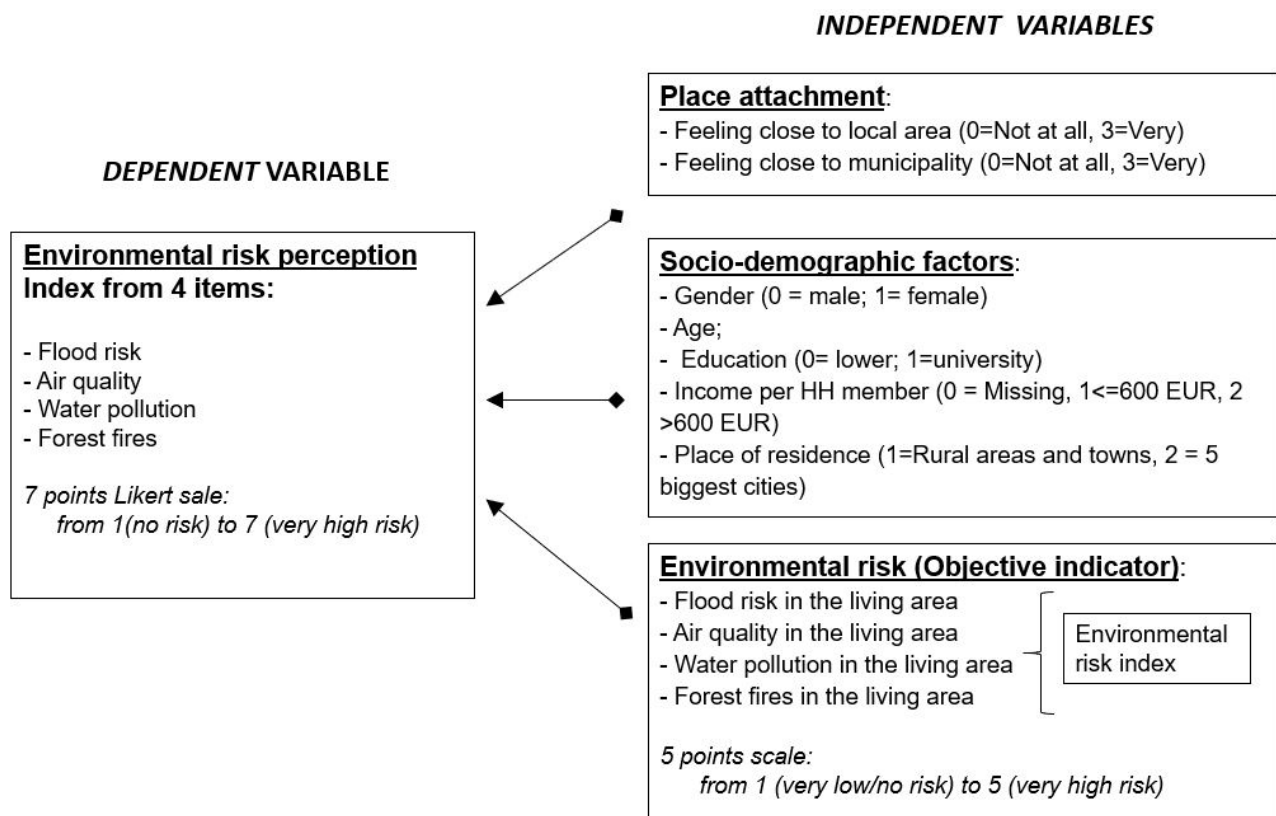 INDEPENDENT VARIABLES
Place attachment:
- Feeling close to local area (0=Not at all, 3=Very)
- Feeling close to municipality (0=Not at all, 3=Very)
DEPENDENT VARIABLE
Environmental risk perception
Index from 4 items:
- Flood risk
- Air quality
- Water pollution
- Forest fires
7 points Likert sale:
from 1(no risk) to 7 (very high risk)
Socio-demographic factors:
- Gender (0 = male; 1= female)
- Age;
- Education (0= lower; 1=university)
- Income per HH member (0 = Missing, 1<=600 EUR, 2
>600 EUR)
- Place of residence (1=Rural areas and towns, 2 = 5
biggest cities)
Environmental risk (Objective indicator):
- Flood risk in the living area
- Air quality in the living area
- Water pollution in the living area
- Forest fires in the living area
Environmental
risk index
5 points scale:
from 1 (very low/no risk) to 5 (very high risk)